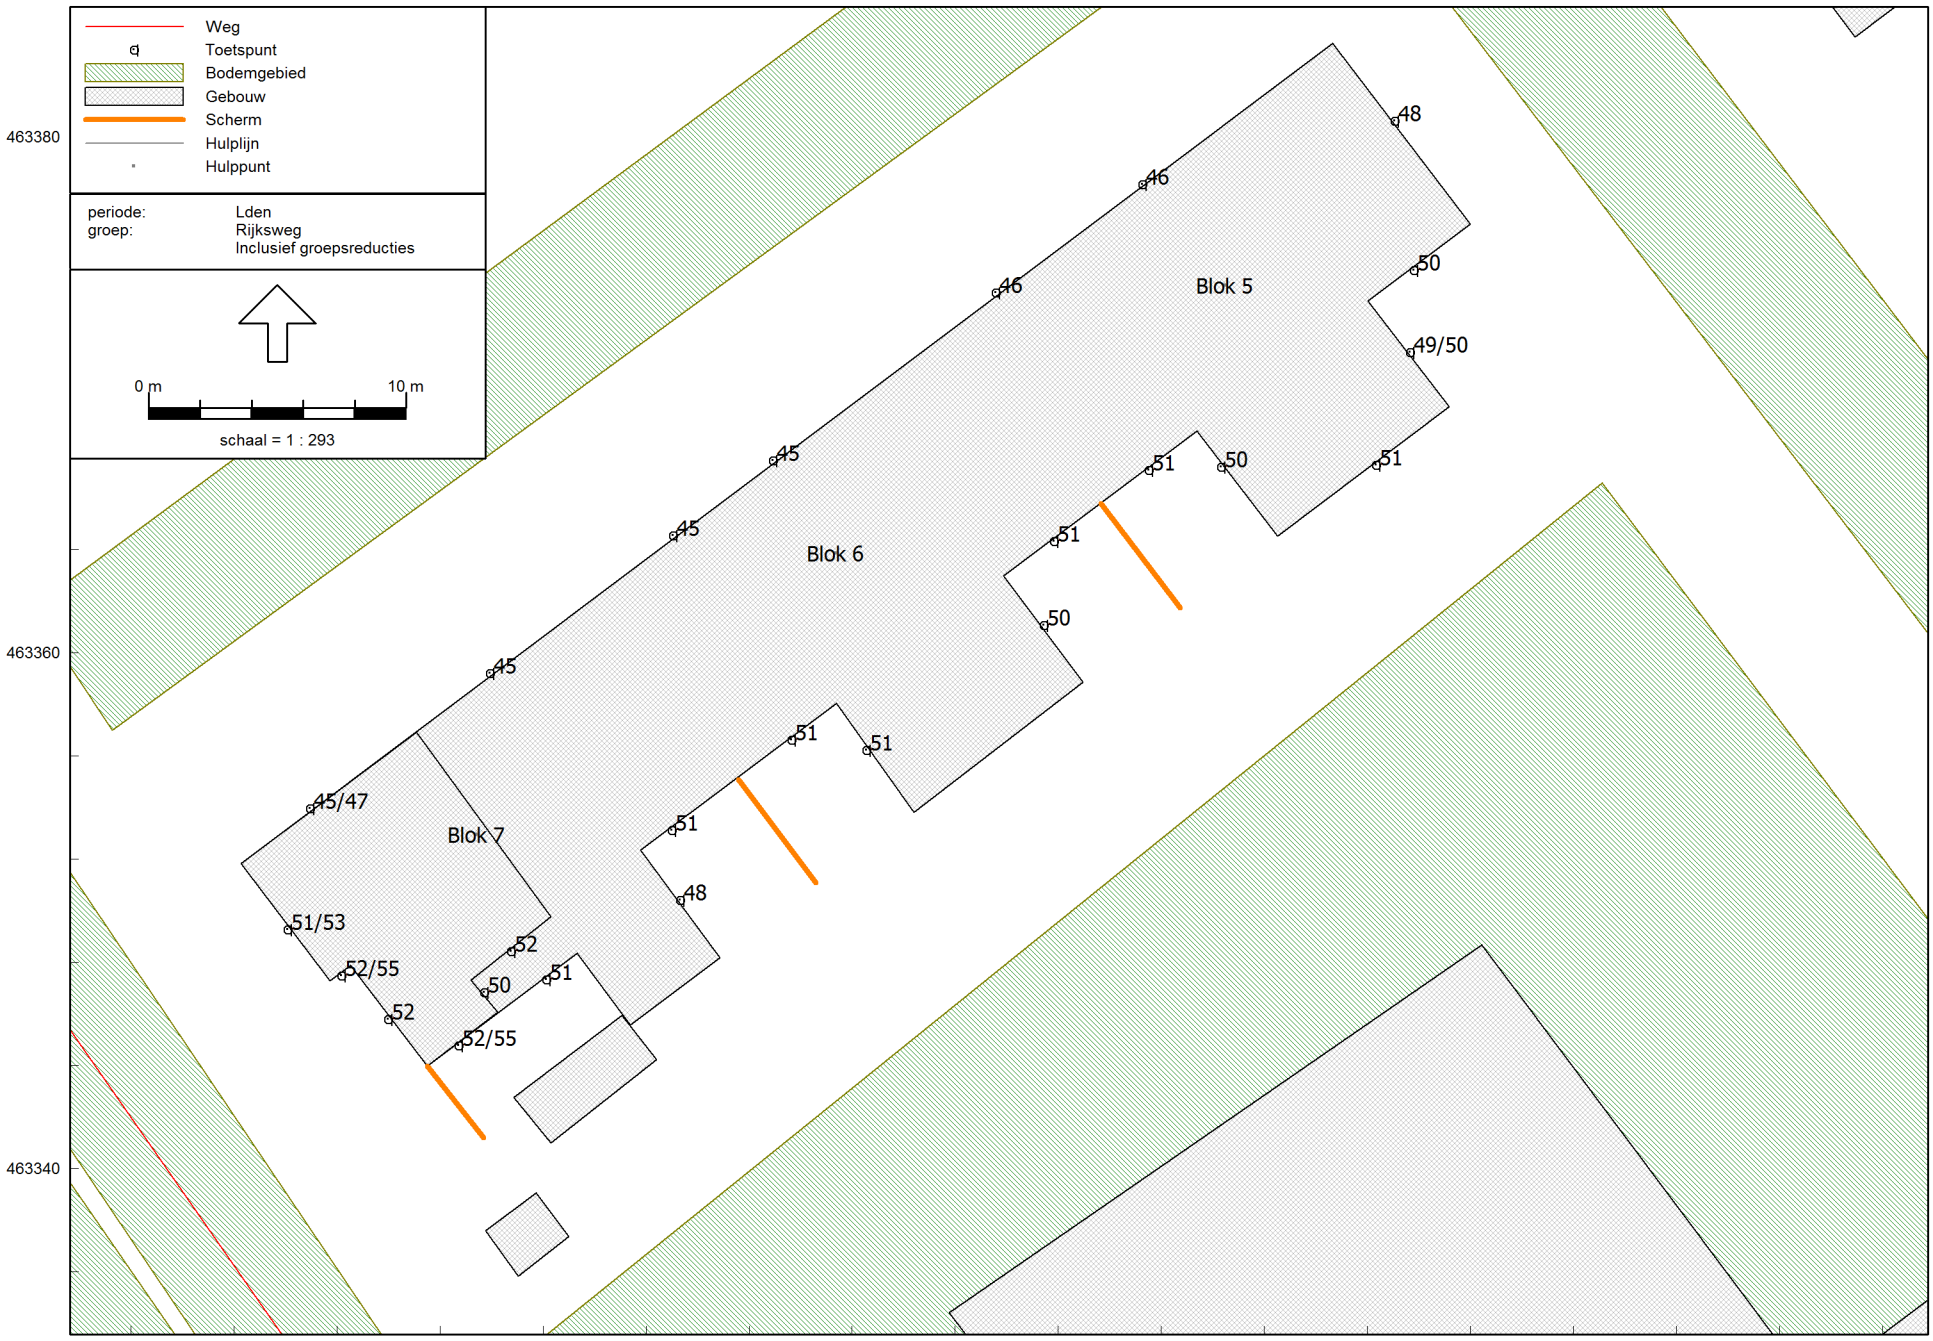 Weg
Toetspunt
Bodemgebied
Gebouw
Scherm
Hulplijn
Hulppunt
periode: Lden
groep: Rijksweg
Inclusief groepsreducties
0 m 10 m
schaal = 1 : 293
463380
463360
463340
48
46
50
46
Blok 5
49/50
45
51
50
51
45
51
Blok 6
50
45
51
51
45/47
51
Blok 7
48
51/53
52
52/55
51
50
52
52/55